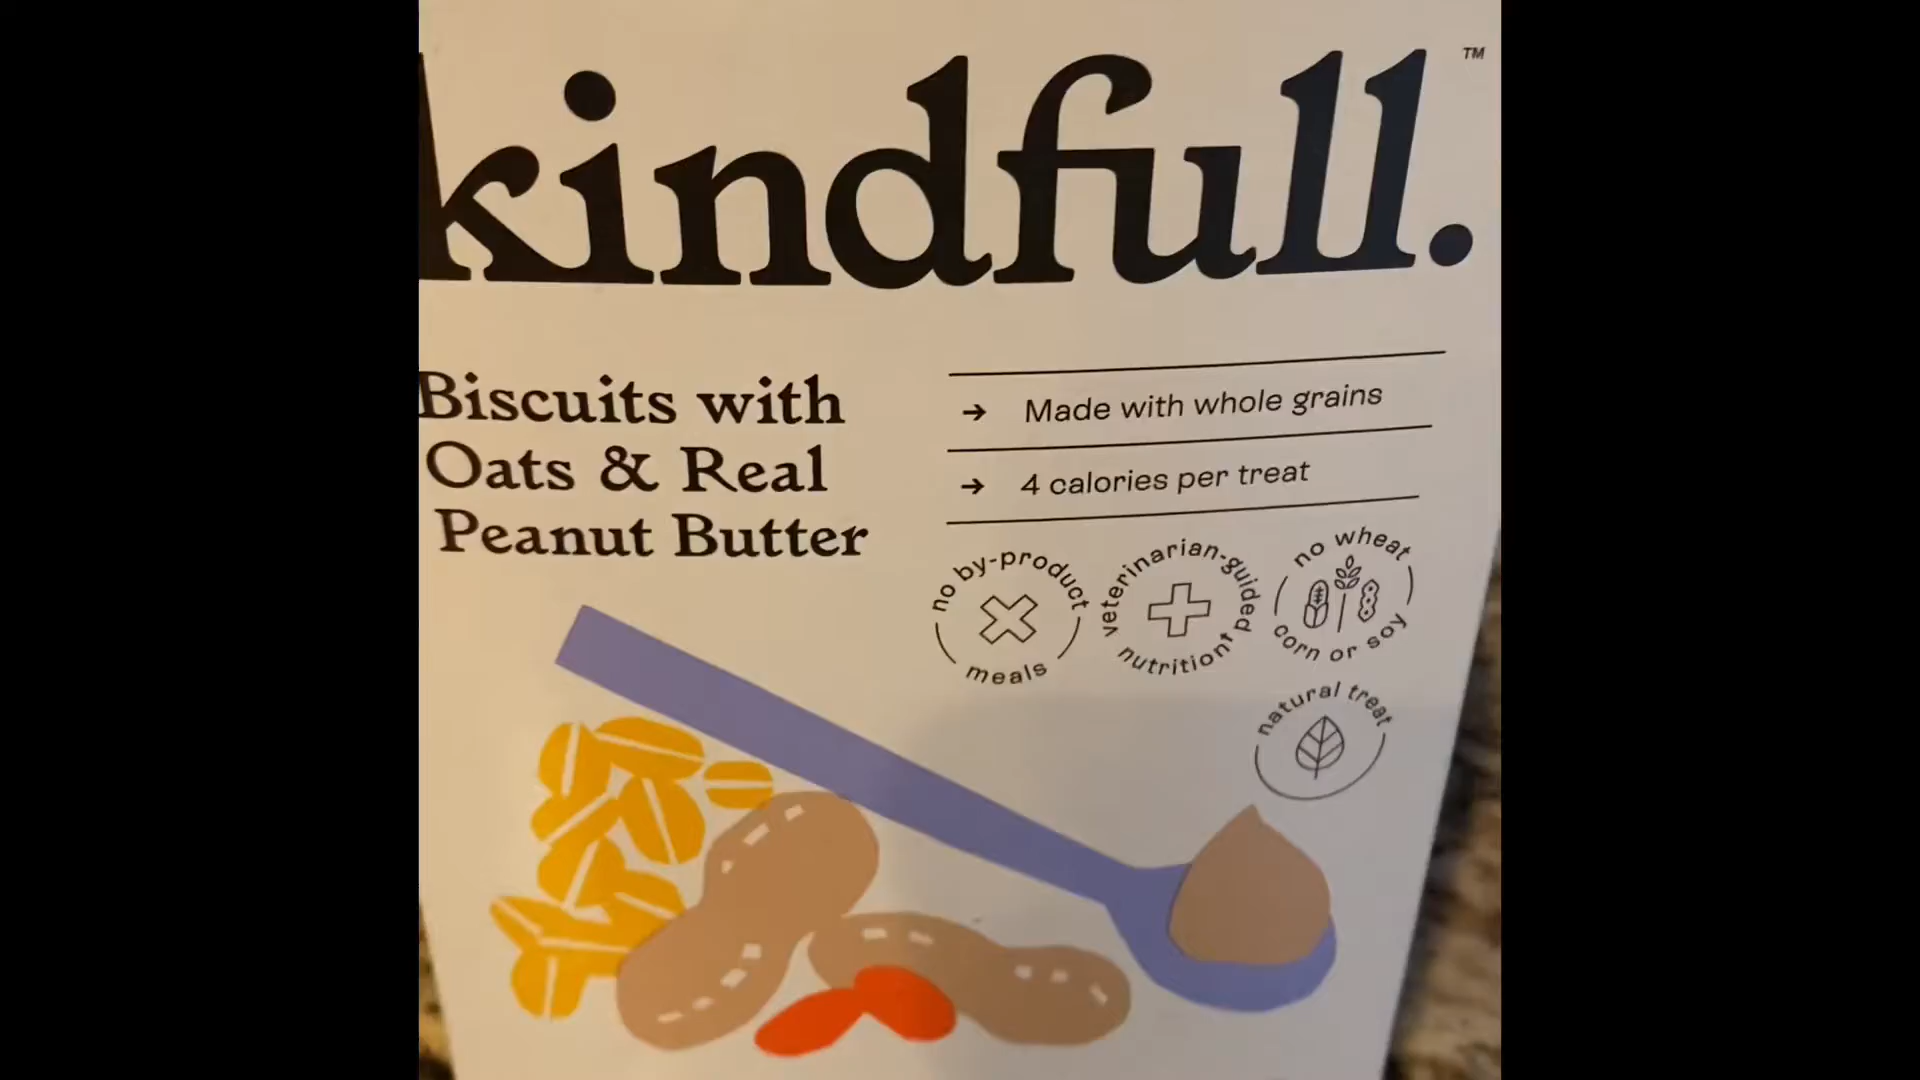 kindfull.™
Biscuits with
Oats & Real
Peanut Butter
→ Made with whole grains
→ 4 calories per treat
no by-product
meals
veterinarian-guided
nutrition†
no wheat
corn or soy
natural treat